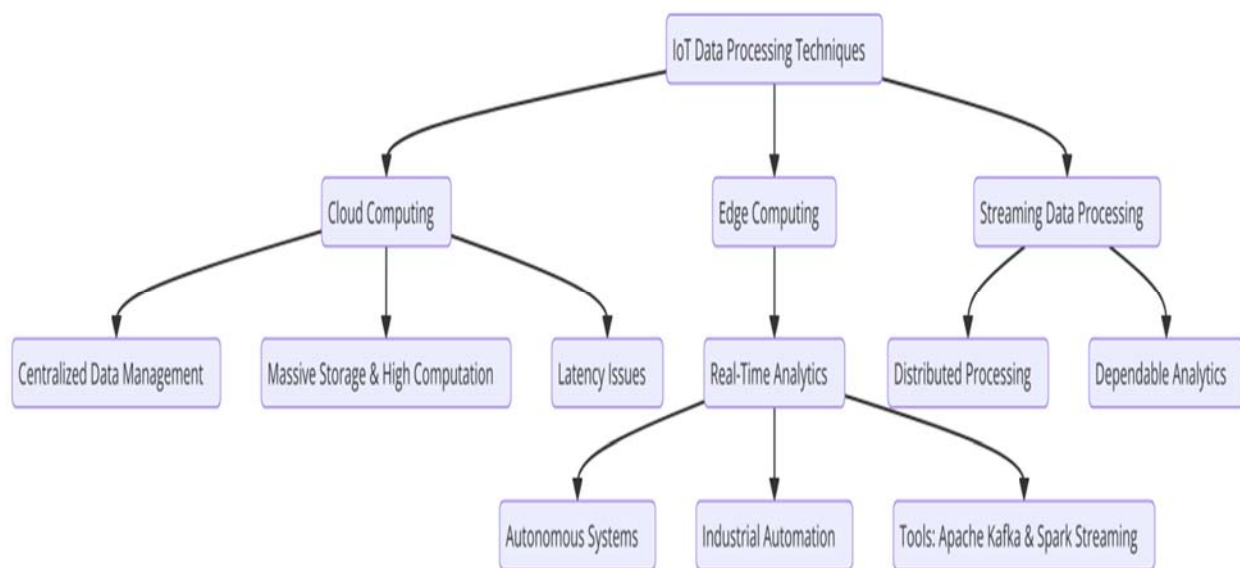 IoT Data Processing Techniques
Cloud Computing
Edge Computing
Streaming Data Processing
Centralized Data Management
Massive Storage & High Computation
Latency Issues
Real-Time Analytics
Distributed Processing
Dependable Analytics
Autonomous Systems
Industrial Automation
Tools: Apache Kafka & Spark Streaming